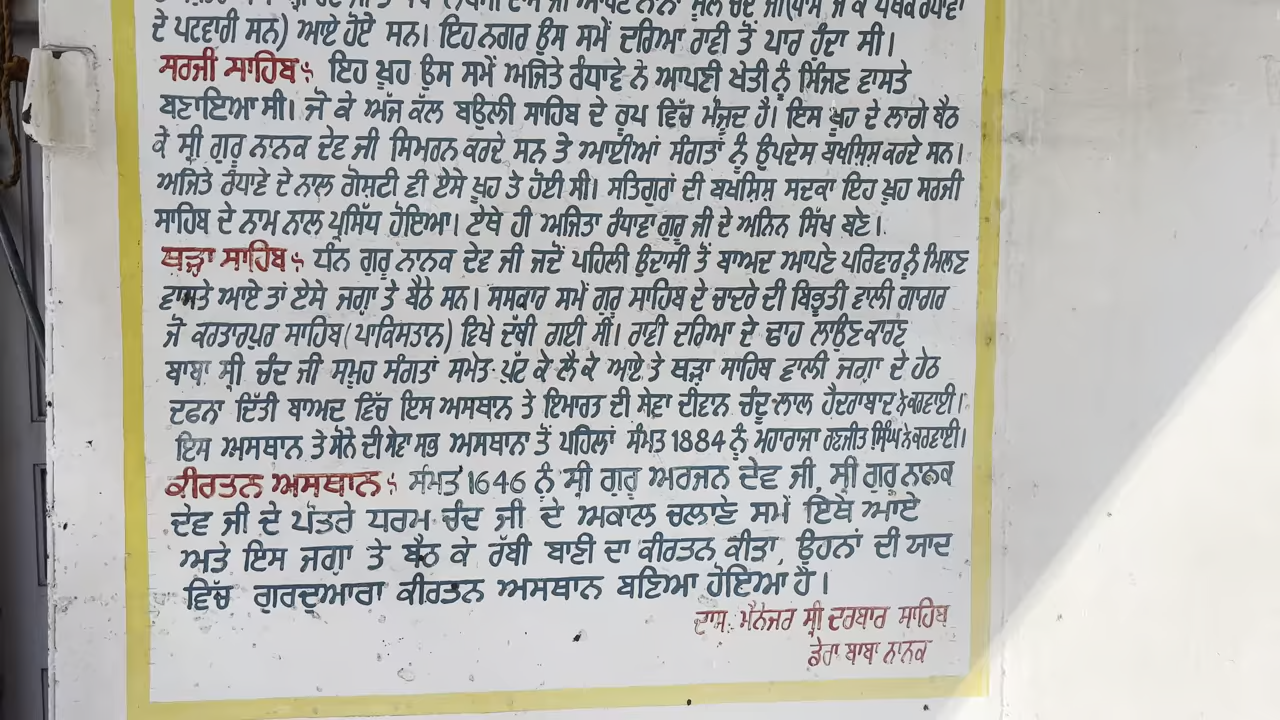 ਦੇ ਪਟਵਾਰੀ ਸਨ) ਆਏ ਹੋਏ ਸਨ। ਇਹ ਨਗਰ ਉਸ ਸਮੇਂ ਦਰਿਆ ਰਾਵੀ ਤੋਂ ਪਾਰ ਹੁੰਦਾ ਸੀ।
ਸਰਜੀ ਸਾਹਿਬ:- ਇਹ ਖੂਹ ਉਸ ਸਮੇਂ ਅਜਿਤੇ ਰੰਧਾਵੇ ਨੇ ਆਪਣੀ ਖੇਤੀ ਨੂੰ ਸਿੰਜਣ ਵਾਸਤੇ
ਬਣਾਇਆ ਸੀ। ਜੋ ਕੇ ਅੱਜ ਕੱਲ ਬਉਲੀ ਸਾਹਿਬ ਦੇ ਰੂਪ ਵਿੱਚ ਮੌਜੂਦ ਹੈ। ਇਸ ਖੂਹ ਦੇ ਲਾਗੇ ਬੈਠ
ਕੇ ਸ੍ਰੀ ਗੁਰੂ ਨਾਨਕ ਦੇਵ ਜੀ ਸਿਮਰਨ ਕਰਦੇ ਸਨ ਤੇ ਆਈਆਂ ਸੰਗਤਾਂ ਨੂੰ ਉਪਦੇਸ ਬਖਸ਼ਿਸ਼ ਕਰਦੇ ਸਨ।
ਅਜਿਤੇ ਰੰਧਾਵੇ ਦੇ ਨਾਲ ਗੋਸ਼ਟੀ ਵੀ ਏਸੇ ਖੂਹ ਤੇ ਹੋਈ ਸੀ। ਸਤਿਗੁਰਾਂ ਦੀ ਬਖਸ਼ਿਸ਼ ਸਦਕਾ ਇਹ ਖੂਹ ਸਰਜੀ
ਸਾਹਿਬ ਦੇ ਨਾਮ ਨਾਲ ਪ੍ਰਸਿੱਧ ਹੋਇਆ। ਏਥੇ ਹੀ ਅਜਿਤਾ ਰੰਧਾਵਾ ਗੁਰੂ ਜੀ ਦੇ ਅਨਿਨ ਸਿੱਖ ਬਣੇ।
ਥੜਾ ਸਾਹਿਬ:- ਧੰਨ ਗੁਰੂ ਨਾਨਕ ਦੇਵ ਜੀ ਜਦੋਂ ਪਹਿਲੀ ਉਦਾਸੀ ਤੋਂ ਬਾਅਦ ਆਪਣੇ ਪਰਿਵਾਰ ਨੂੰ ਮਿਲਣ
ਵਾਸਤੇ ਆਏ ਤਾਂ ਏਸੇ ਜਗ੍ਹਾ ਤੇ ਬੈਠੇ ਸਨ। ਸਸਕਾਰ ਸਮੇਂ ਗੁਰੂ ਸਾਹਿਬ ਦੇ ਚਾਦਰੇ ਦੀ ਬਿਭੂਤੀ ਵਾਲੀ ਗਾਗਰ
ਜੋ ਕਰਤਾਰਪੁਰ ਸਾਹਿਬ (ਪਾਕਿਸਤਾਨ) ਵਿਖੇ ਦੱਬੀ ਗਈ ਸੀ। ਰਾਵੀ ਦਰਿਆ ਦੇ ਢਾਹ ਲਾਉਣ ਕਾਰਣ
ਬਾਬਾ ਸ੍ਰੀ ਚੰਦ ਜੀ ਸਮੂਹ ਸੰਗਤਾਂ ਸਮੇਤ ਪੁੱਟ ਕੇ ਲੈ ਕੇ ਆਏ ਤੇ ਥੜਾ ਸਾਹਿਬ ਵਾਲੀ ਜਗ੍ਹਾ ਦੇ ਹੇਠ
ਦਫਨਾ ਦਿੱਤੀ ਬਾਅਦ ਵਿੱਚ ਇਸ ਅਸਥਾਨ ਤੇ ਇਮਾਰਤ ਦੀ ਸੇਵਾ ਦੀਵਾਨ ਚੰਦੂ-ਲਾਲ ਹੈਦਰਾਬਾਦ ਨੇ ਕਰਵਾਈ।
ਇਸ ਅਸਥਾਨ ਤੇ ਸੋਨੇ ਦੀ ਸੇਵਾ ਸਭ ਅਸਥਾਨਾ ਤੋਂ ਪਹਿਲਾਂ ਸੰਮਤ 1884 ਨੂੰ ਮਹਾਰਾਜਾ ਰਣਜੀਤ ਸਿੰਘ ਨੇ ਕਰਵਾਈ।
ਕੀਰਤਨ ਅਸਥਾਨ:- ਸੰਮਤ 1646 ਨੂੰ ਸ੍ਰੀ ਗੁਰੂ ਅਰਜਨ ਦੇਵ ਜੀ, ਸ੍ਰੀ ਗੁਰੂ ਨਾਨਕ
ਦੇਵ ਜੀ ਦੇ ਪੋਤਰੇ ਧਰਮ ਚੰਦ ਜੀ ਦੇ ਅਕਾਲ ਚਲਾਣੇ ਸਮੇਂ ਇਥੇ ਆਏ
ਅਤੇ ਇਸ ਜਗ੍ਹਾ ਤੇ ਬੈਠ ਕੇ ਰੱਬੀ ਬਾਣੀ ਦਾ ਕੀਰਤਨ ਕੀਤਾ, ਉਹਨਾਂ ਦੀ ਯਾਦ
ਵਿੱਚ ਗੁਰਦੁਆਰਾ ਕੀਰਤਨ ਅਸਥਾਨ ਬਣਿਆ ਹੋਇਆ ਹੈ।
ਦਾਸ: ਮੈਨੇਜਰ ਸ੍ਰੀ ਦਰਬਾਰ ਸਾਹਿਬ
ਡੇਰਾ ਬਾਬਾ ਨਾਨਕ